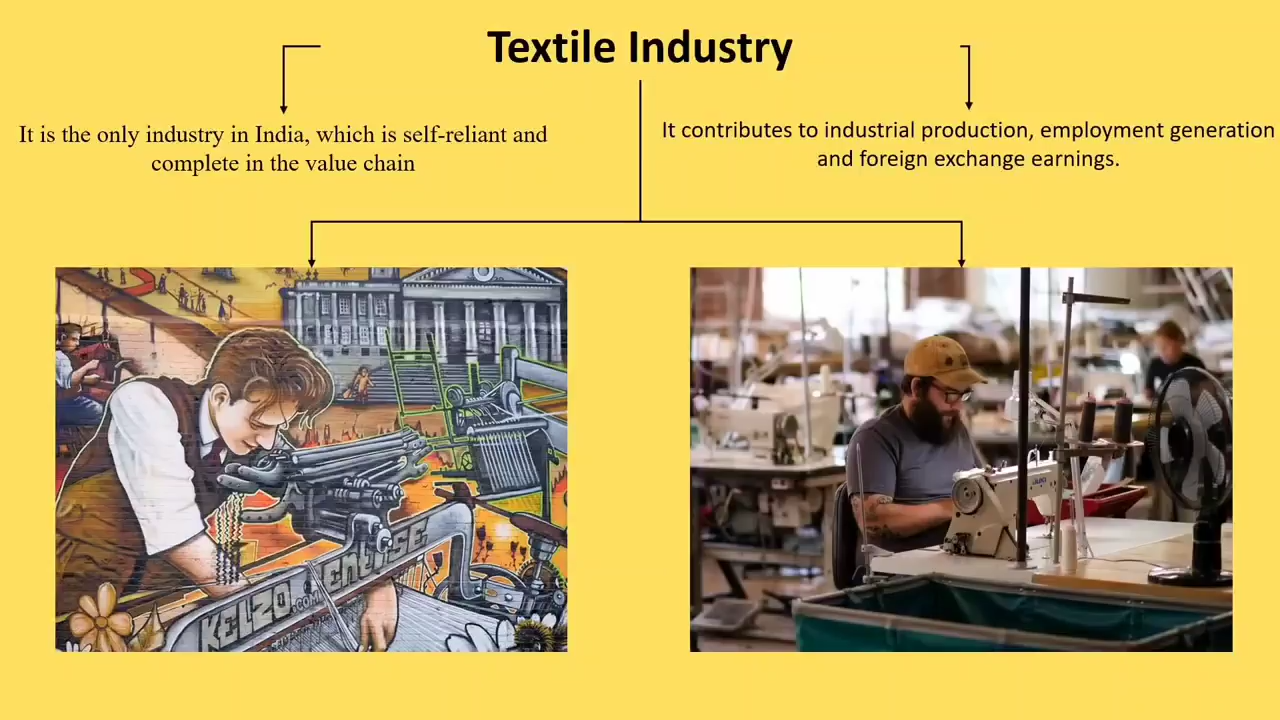 Textile Industry
It is the only industry in India, which is self-reliant and
complete in the value chain
It contributes to industrial production, employment generation
and foreign exchange earnings.
KELZO.COM